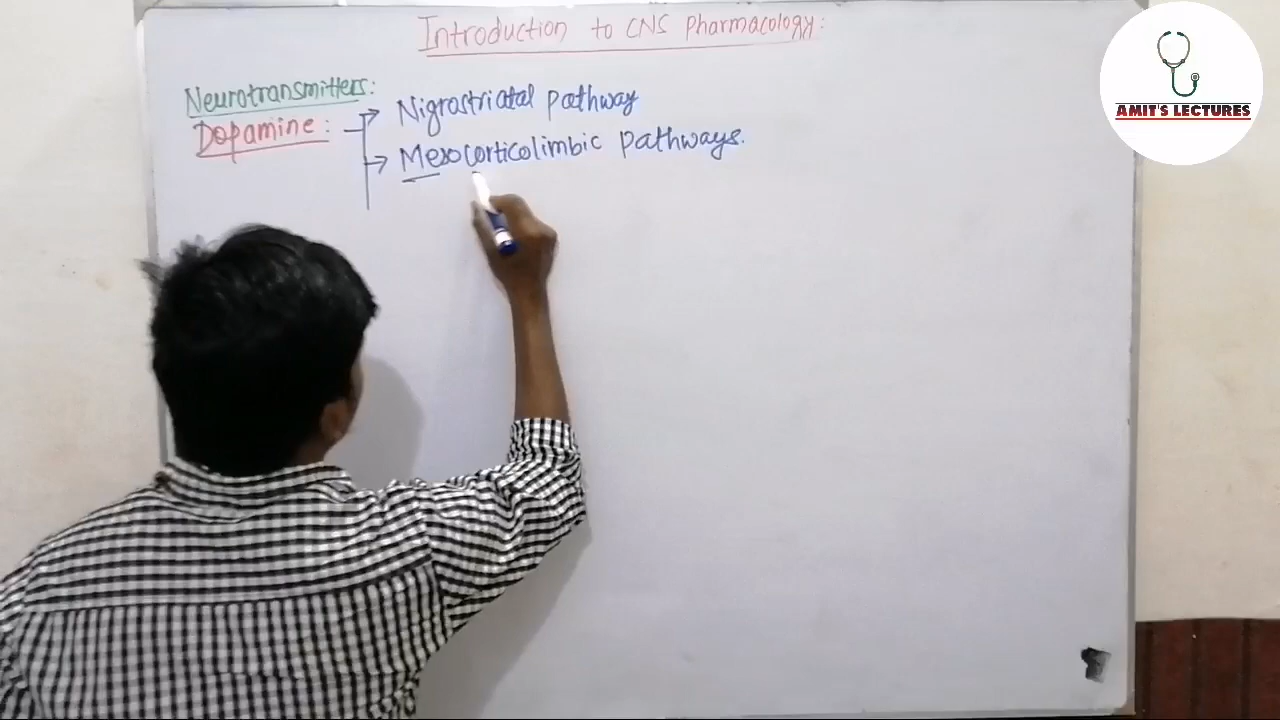 Introduction to CNS Pharmacology:
Neurotransmitters:
Dopamine:
Nigrostriatal pathway
Mesocorticolimbic pathways.
AMIT'S LECTURES